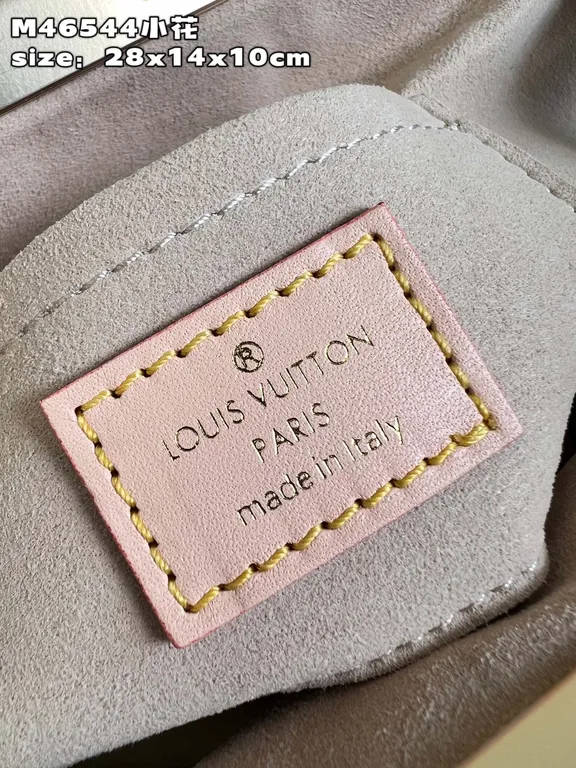 M46544小花
size: 28x14x10cm
®
LOUIS VUITTON
PARIS
made in Italy